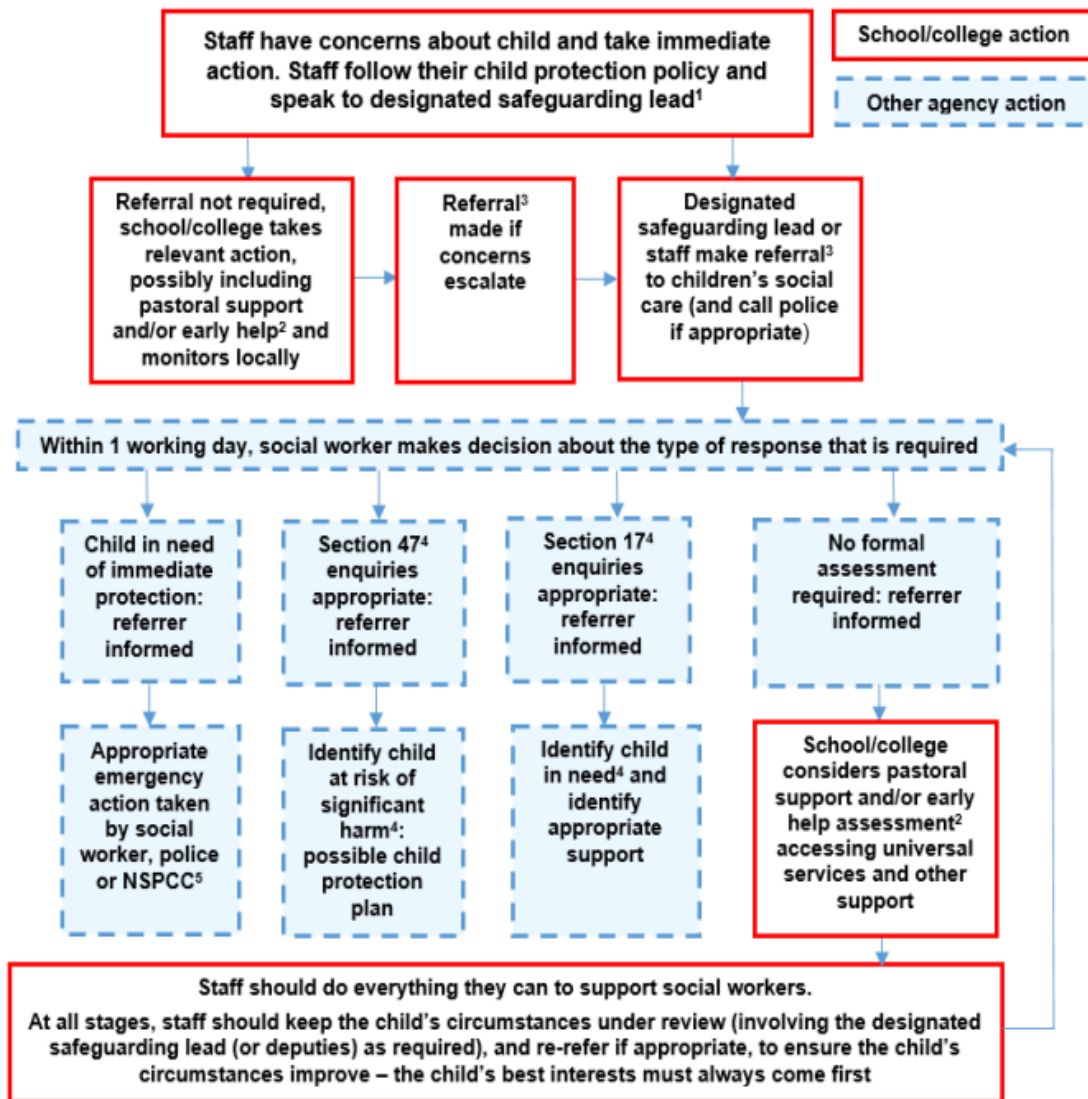 Staff have concerns about child and take immediate
action. Staff follow their child protection policy and
speak to designated safeguarding lead¹
School/college action
Other agency action
Referral not required,
school/college takes
relevant action,
possibly including
pastoral support
and/or early help² and
monitors locally
Referral³
made if
concerns
escalate
Designated
safeguarding lead or
staff make referral³
to children's social
care (and call police
if appropriate)
Within 1 working day, social worker makes decision about the type of response that is required
Child in need
of immediate
protection:
referrer
informed
Section 47⁴
enquiries
appropriate:
referrer
informed
Section 17⁴
enquiries
appropriate:
referrer
informed
No formal
assessment
required: referrer
informed
Appropriate
emergency
action taken
by social
worker, police
or NSPCC⁵
Identify child
at risk of
significant
harm⁴:
possible child
protection
plan
Identify child
in need⁴ and
identify
appropriate
support
School/college
considers pastoral
support and/or early
help assessment²
accessing universal
services and other
support
Staff should do everything they can to support social workers.
At all stages, staff should keep the child's circumstances under review (involving the designated
safeguarding lead (or deputies) as required), and re-refer if appropriate, to ensure the child's
circumstances improve – the child's best interests must always come first